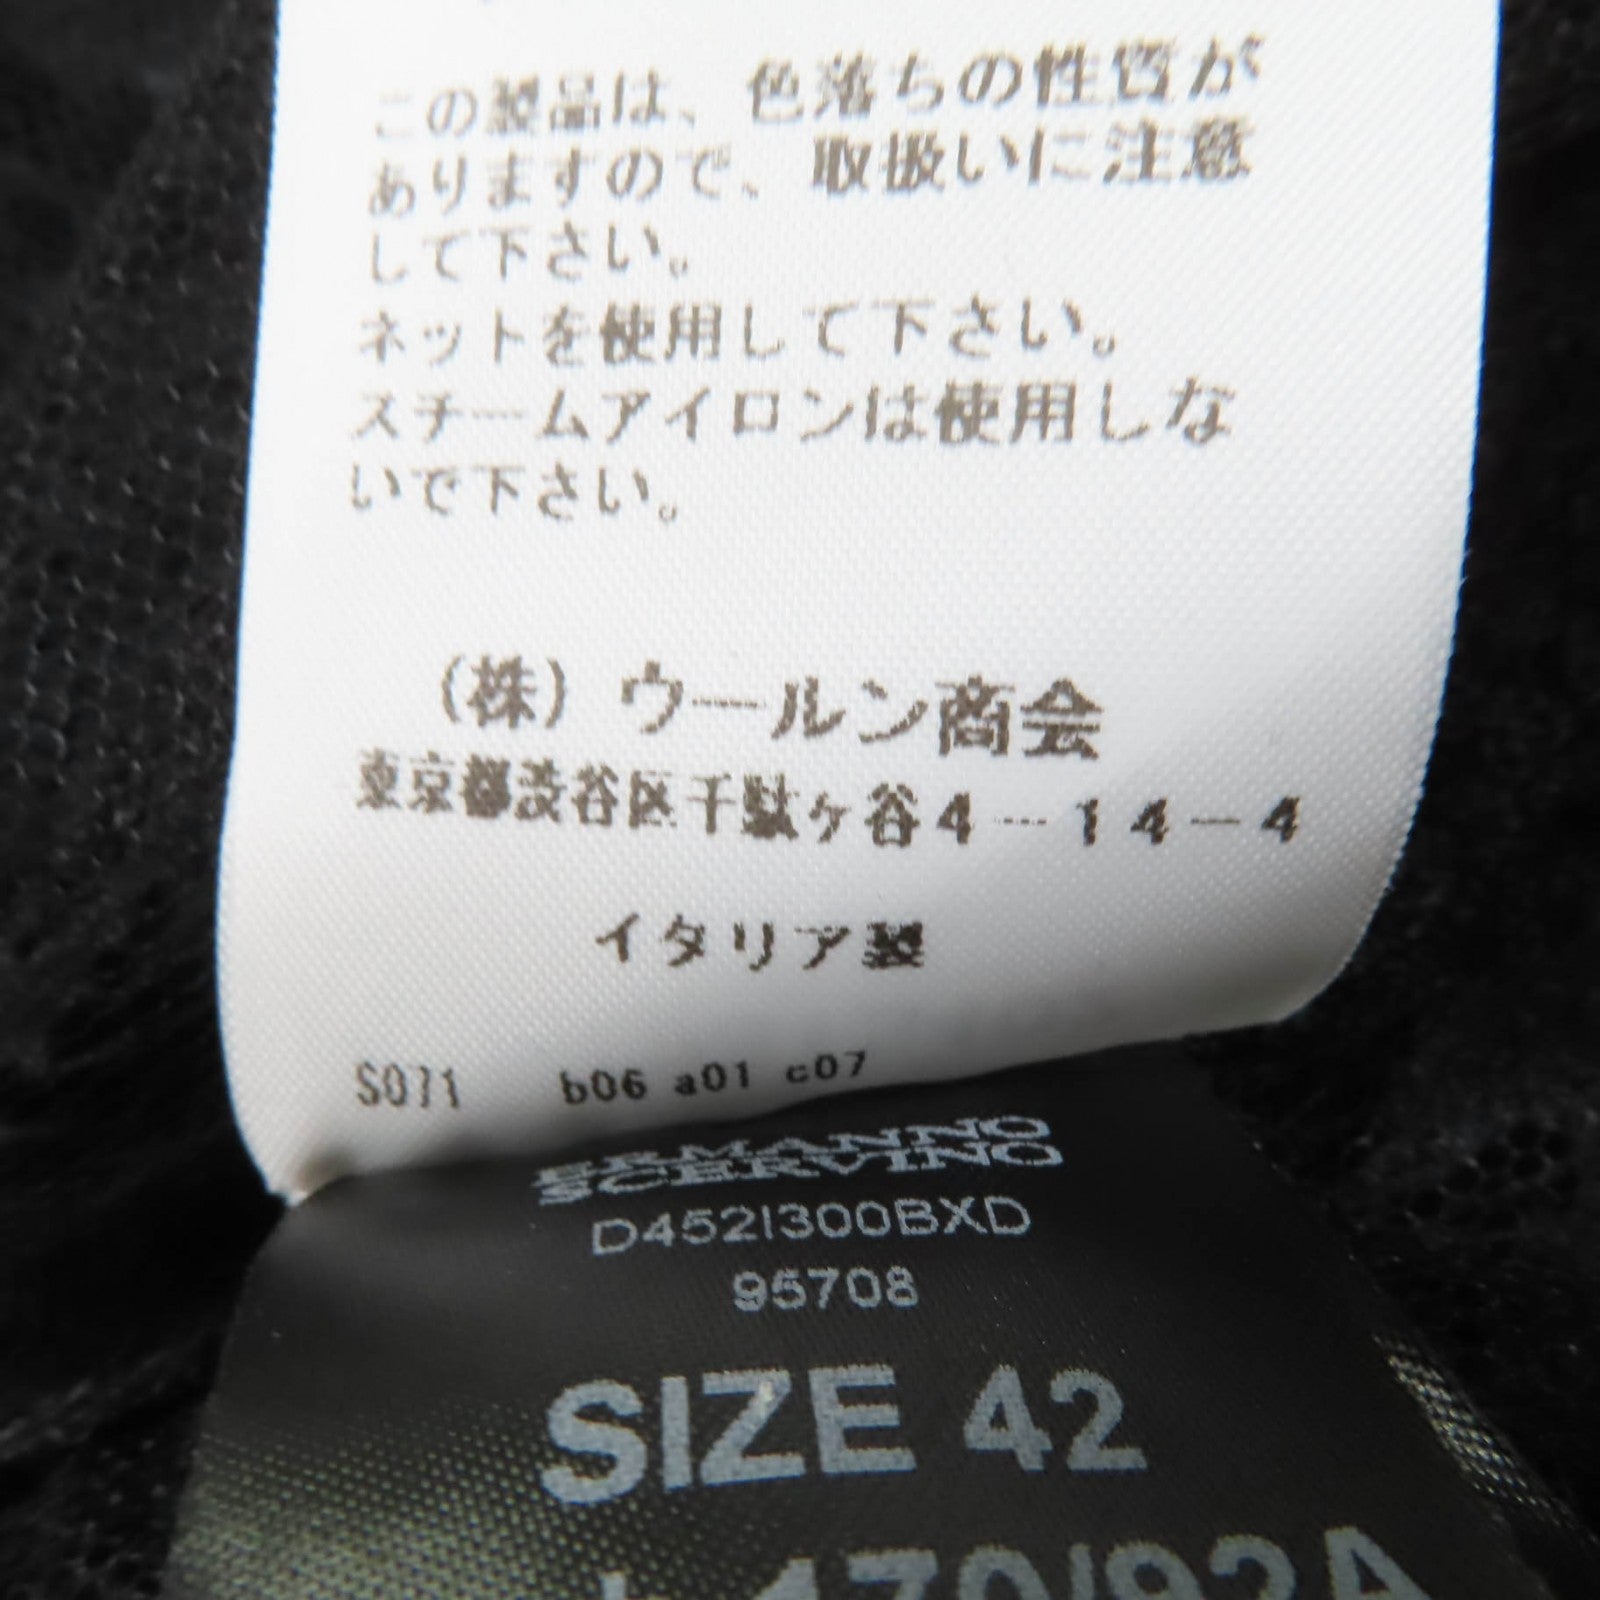 この製品は、色落ちの性質が
ありますので、取扱いに注意
して下さい。
ネットを使用して下さい。
スチームアイロンは使用しな
いで下さい。
(株)ウールン商会
東京都渋谷区千駄ヶ谷4-14-4
イタリア製
S071 b06 a01 c07
ERMANNO
SCERVINO
D452I300BXD
95708
SIZE 42
170/92A